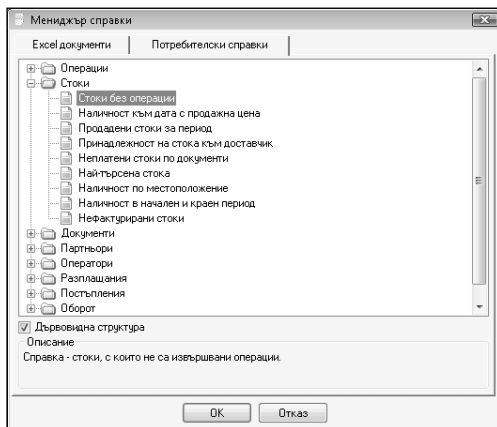 Мениджър справки
Excel документи Потребителски справки
Операции
Стоки
Стоки без операции
Наличност към дата с продажна цена
Продадени стоки за период
Принадлежност на стока към доставчик
Неплатени стоки по документи
Най-търсена стока
Наличност по местоположение
Наличност в начален и краен период
Нефактурирани стоки
Документи
Партньори
Оператори
Разплащания
Постъпления
Оборот
Дървовидна структура
Описание
Справка - стоки, с които не са извършвани операции.
OK Отказ